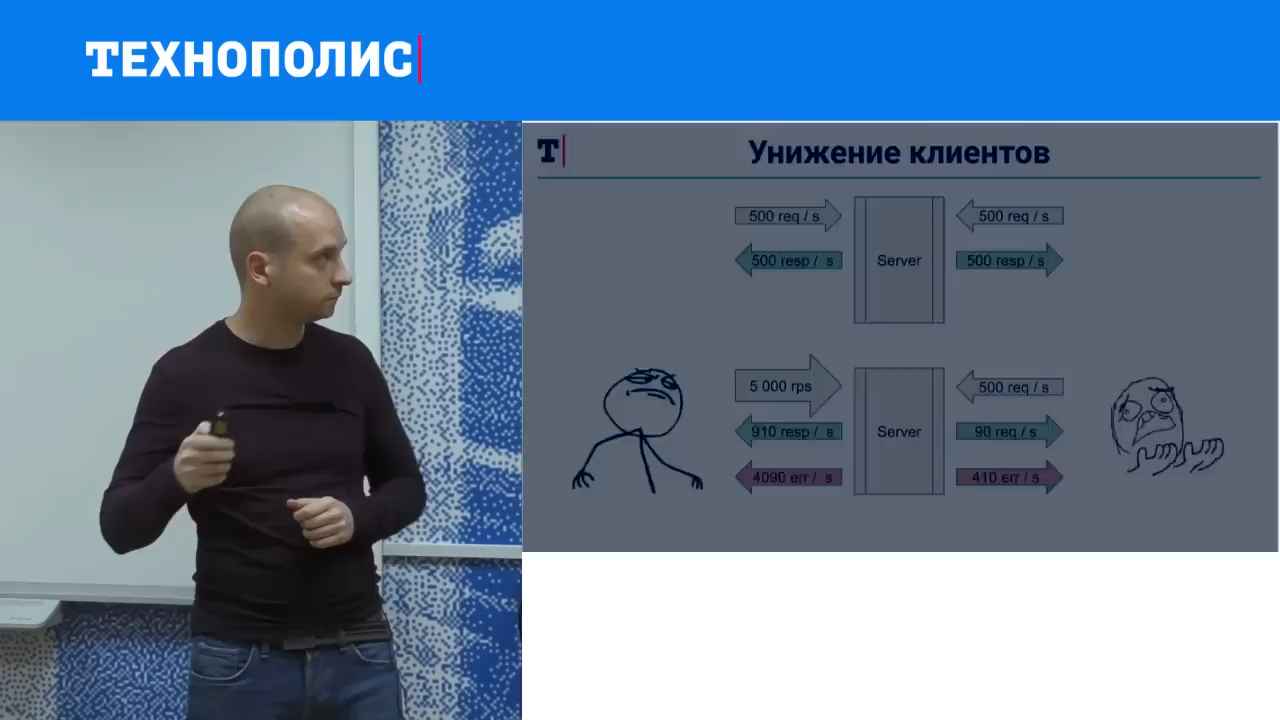 ТЕХНОПОЛИС
Т
Унижение клиентов
500 req / s
500 req / s
500 resp / s
Server
500 resp / s
5 000 rps
500 req / s
910 resp / s
Server
90 req / s
4090 err / s
410 err / s